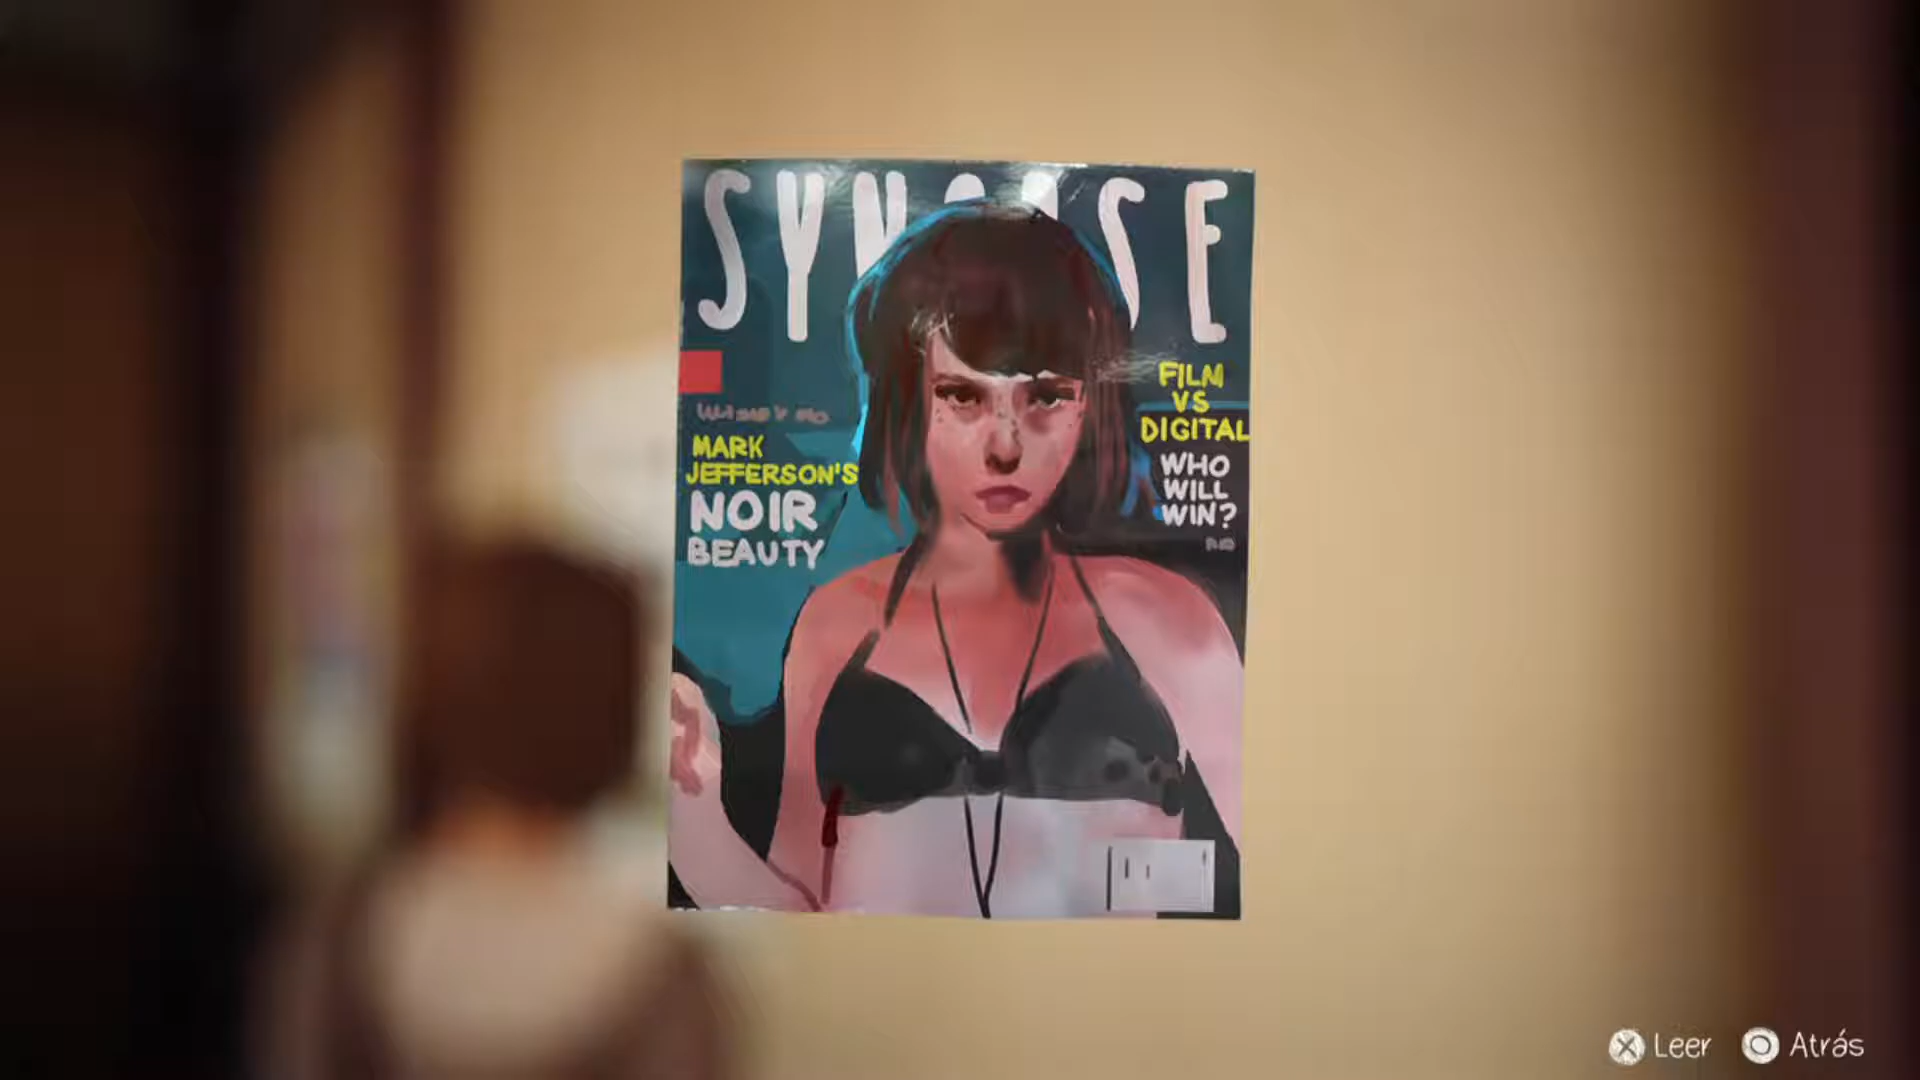 MARK
JEFFERSON'S
NOIR
BEAUTY
FILM
VS
DIGITAL
WHO
WILL
WIN?
Leer
Atrás